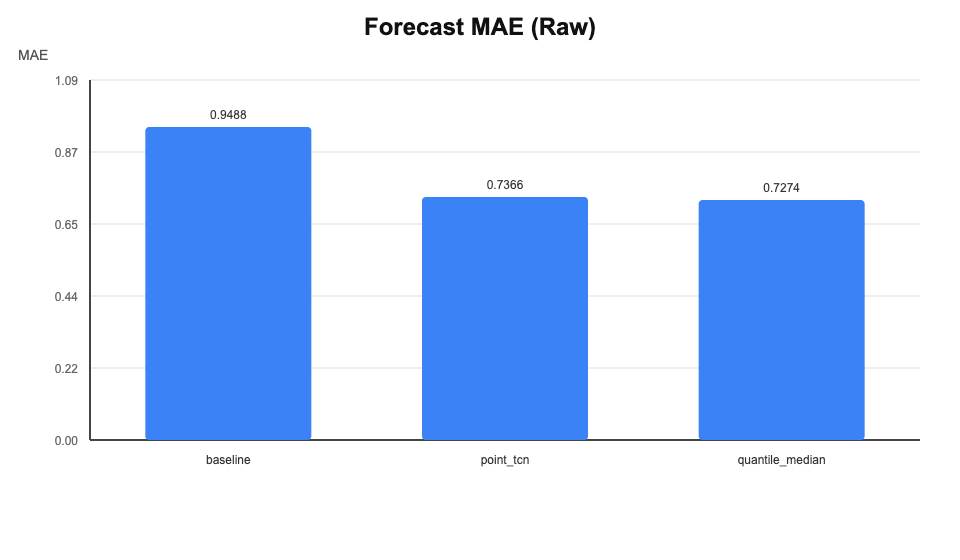 Forecast MAE (Raw)
MAE
1.09
0.87
0.65
0.44
0.22
0.00
0.9488
0.7366
0.7274
baseline
point_tcn
quantile_median